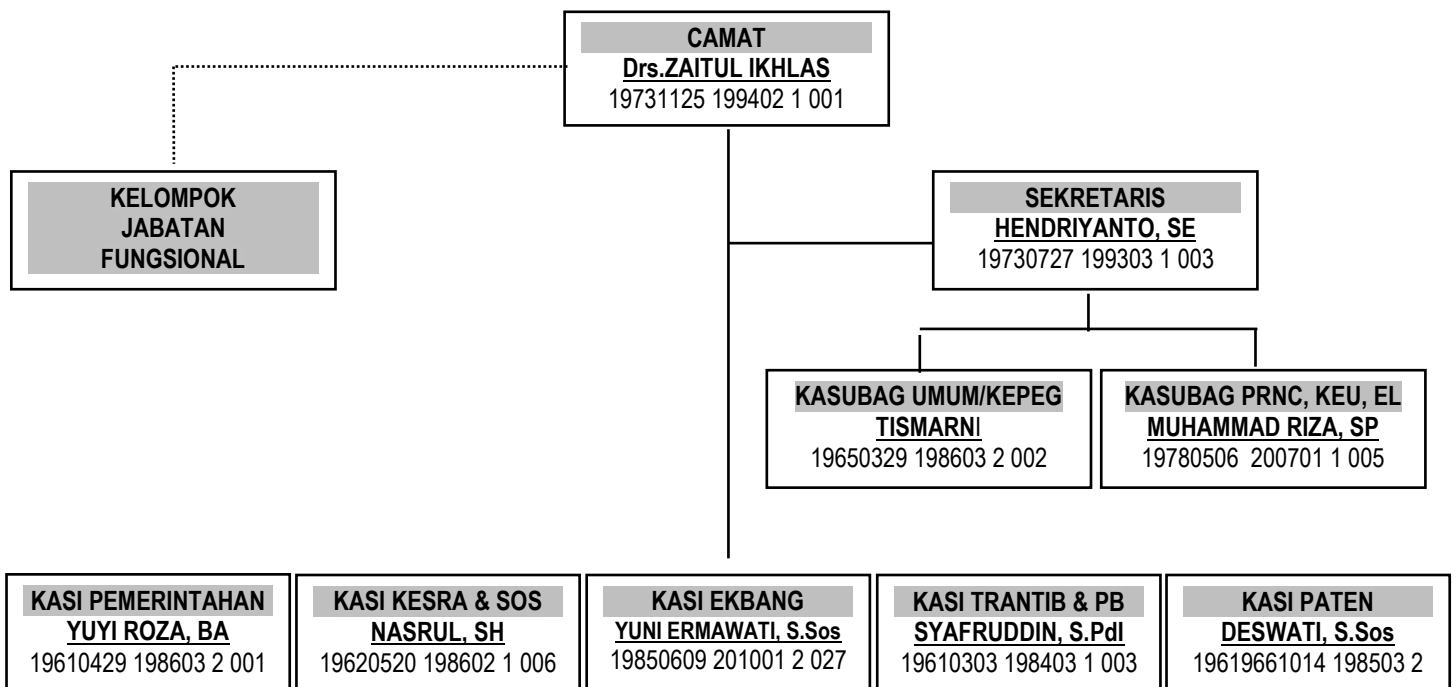 CAMAT
Drs.ZAITUL IKHLAS
19731125 199402 1 001
KELOMPOK
JABATAN
FUNGSIONAL
SEKRETARIS
HENDRIYANTO, SE
19730727 199303 1 003
KASUBAG UMUM/KEPEG
TISMARNI
19650329 198603 2 002
KASUBAG PRNC, KEU, EL
MUHAMMAD RIZA, SP
19780506 200701 1 005
KASI PEMERINTAHAN
YUYI ROZA, BA
19610429 198603 2 001
KASI KESRA & SOS
NASRUL, SH
19620520 198602 1 006
KASI EKBANG
YUNI ERMAWATI, S.Sos
19850609 201001 2 027
KASI TRANTIB & PB
SYAFRUDDIN, S.PdI
19610303 198403 1 003
KASI PATEN
DESWATI, S.Sos
19619661014 198503 2